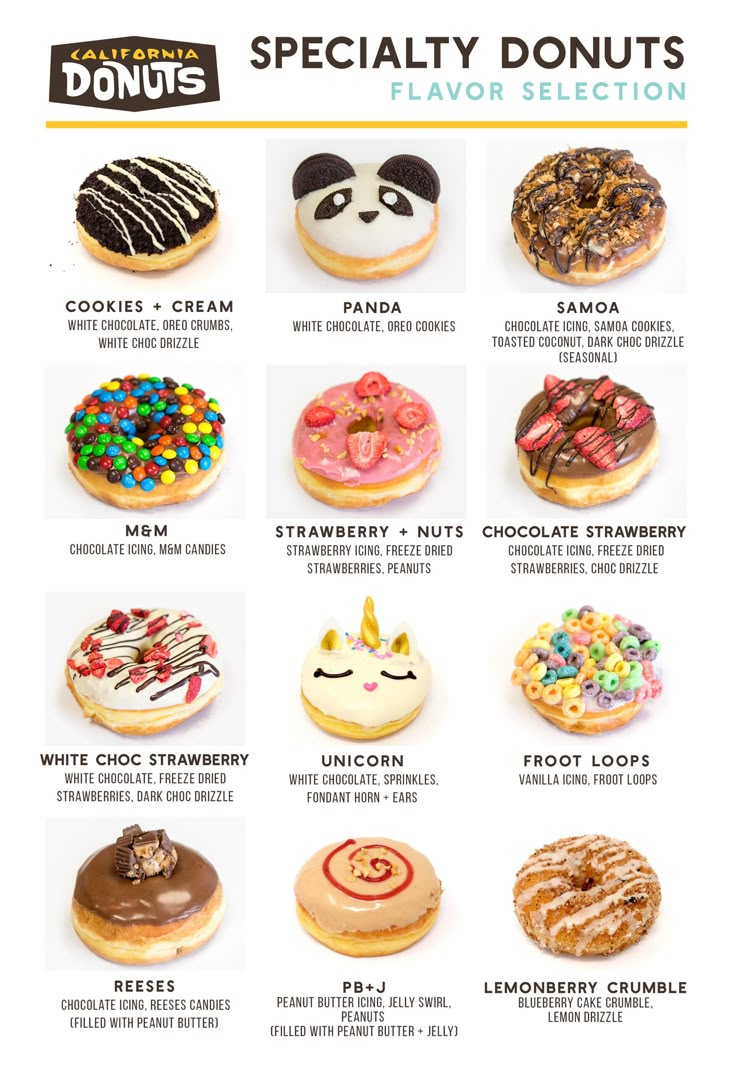 CALIFORNIA
DONUTS
SPECIALTY DONUTS
FLAVOR SELECTION
COOKIES + CREAM
WHITE CHOCOLATE, OREO CRUMBS,
WHITE CHOC DRIZZLE
PANDA
WHITE CHOCOLATE, OREO COOKIES
SAMOA
CHOCOLATE ICING, SAMOA COOKIES,
TOASTED COCONUT, DARK CHOC DRIZZLE
(SEASONAL)
M&M
CHOCOLATE ICING, M&M CANDIES
STRAWBERRY + NUTS
STRAWBERRY ICING, FREEZE DRIED
STRAWBERRIES, PEANUTS
CHOCOLATE STRAWBERRY
CHOCOLATE ICING, FREEZE DRIED
STRAWBERRIES, CHOC DRIZZLE
WHITE CHOC STRAWBERRY
WHITE CHOCOLATE, FREEZE DRIED
STRAWBERRIES, DARK CHOC DRIZZLE
UNICORN
WHITE CHOCOLATE, SPRINKLES,
FONDANT HORN + EARS
FROOT LOOPS
VANILLA ICING, FROOT LOOPS
REESES
CHOCOLATE ICING, REESES CANDIES
(FILLED WITH PEANUT BUTTER)
PB+J
PEANUT BUTTER ICING, JELLY SWIRL,
PEANUTS
(FILLED WITH PEANUT BUTTER + JELLY)
LEMONBERRY CRUMBLE
BLUEBERRY CAKE CRUMBLE,
LEMON DRIZZLE